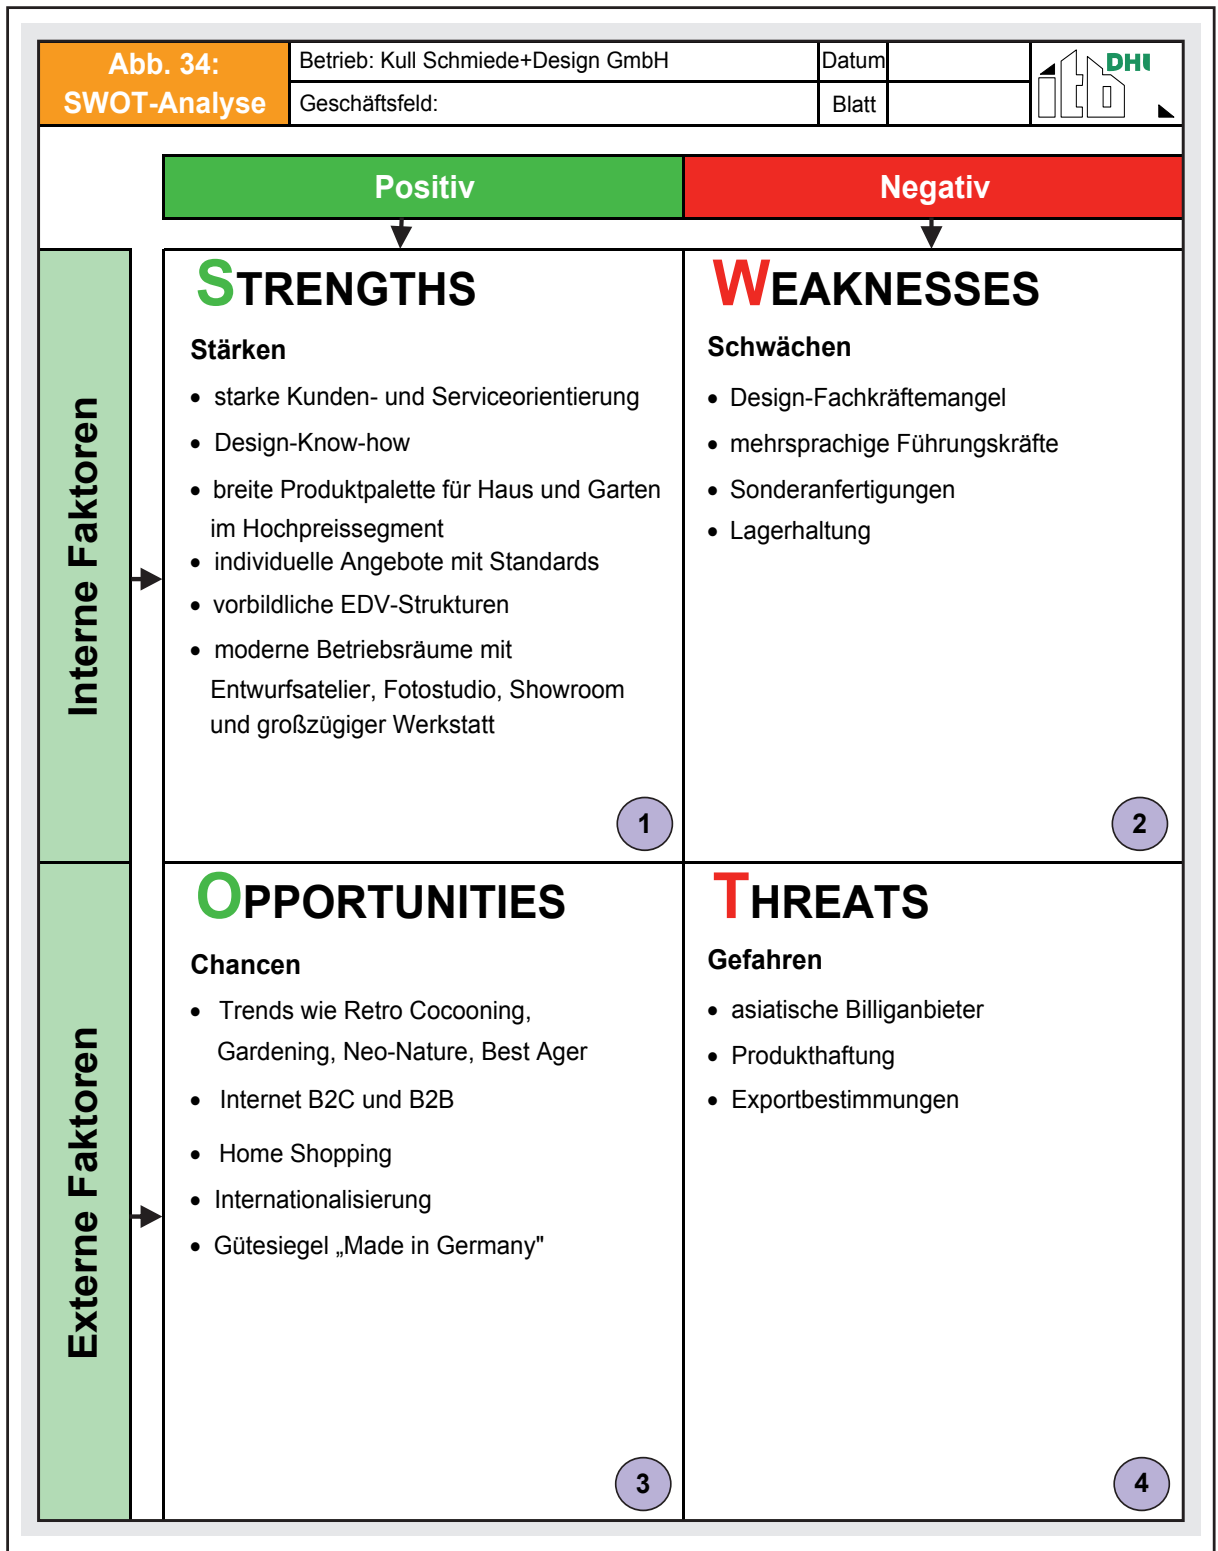 Abb. 34:
SWOT-Analyse
Betrieb: Kull Schmiede+Design GmbH
Datum
Geschäftsfeld:
Blatt
itb
DHI
Positiv
Negativ
Interne Faktoren
STRENGTHS
Stärken
• starke Kunden- und Serviceorientierung
• Design-Know-how
• breite Produktpalette für Haus und Garten
im Hochpreissegment
• individuelle Angebote mit Standards
• vorbildliche EDV-Strukturen
• moderne Betriebsräume mit
Entwurfsatelier, Fotostudio, Showroom
und großzügiger Werkstatt
1
WEAKNESSES
Schwächen
• Design-Fachkräftemangel
• mehrsprachige Führungskräfte
• Sonderanfertigungen
• Lagerhaltung
2
Externe Faktoren
OPPORTUNITIES
Chancen
• Trends wie Retro Cocooning,
Gardening, Neo-Nature, Best Ager
• Internet B2C und B2B
• Home Shopping
• Internationalisierung
• Gütesiegel „Made in Germany"
3
THREATS
Gefahren
• asiatische Billiganbieter
• Produkthaftung
• Exportbestimmungen
4